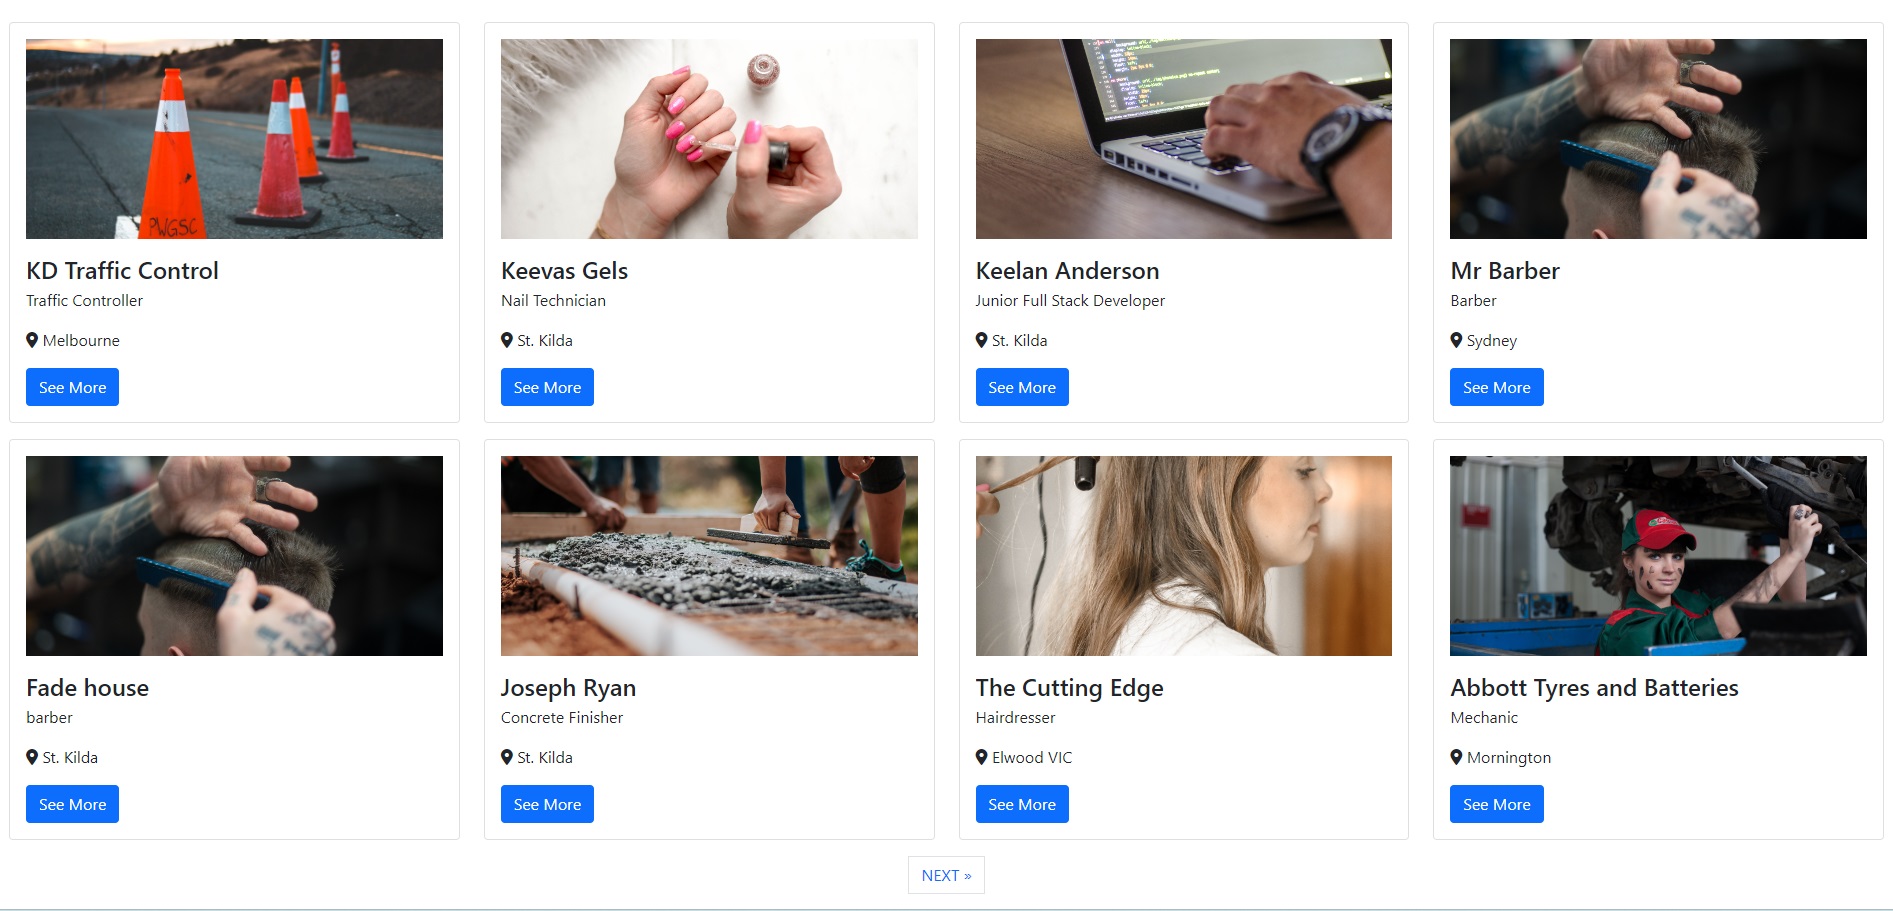 PWGSC
KD Traffic Control
Traffic Controller
Melbourne
See More
Keevas Gels
Nail Technician
St. Kilda
See More
Keelan Anderson
Junior Full Stack Developer
St. Kilda
See More
Mr Barber
Barber
Sydney
See More
Fade house
barber
St. Kilda
See More
Joseph Ryan
Concrete Finisher
St. Kilda
See More
The Cutting Edge
Hairdresser
Elwood VIC
See More
Abbott Tyres and Batteries
Mechanic
Mornington
See More
NEXT »